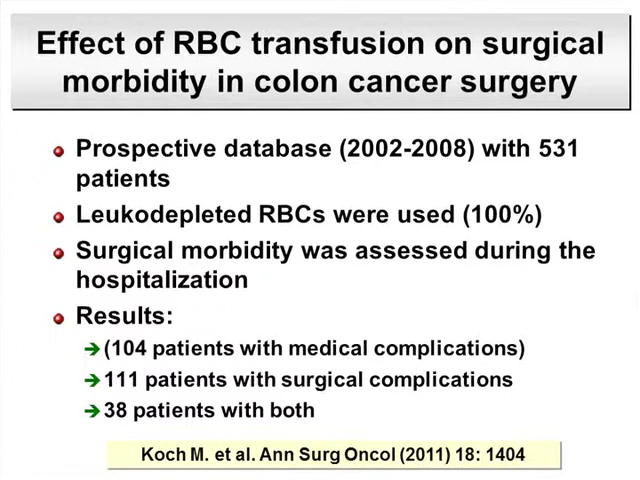 Effect of RBC transfusion on surgical
morbidity in colon cancer surgery
Prospective database (2002-2008) with 531
patients
Leukodepleted RBCs were used (100%)
Surgical morbidity was assessed during the
hospitalization
Results:
(104 patients with medical complications)
111 patients with surgical complications
38 patients with both
Koch M. et al. Ann Surg Oncol (2011) 18: 1404